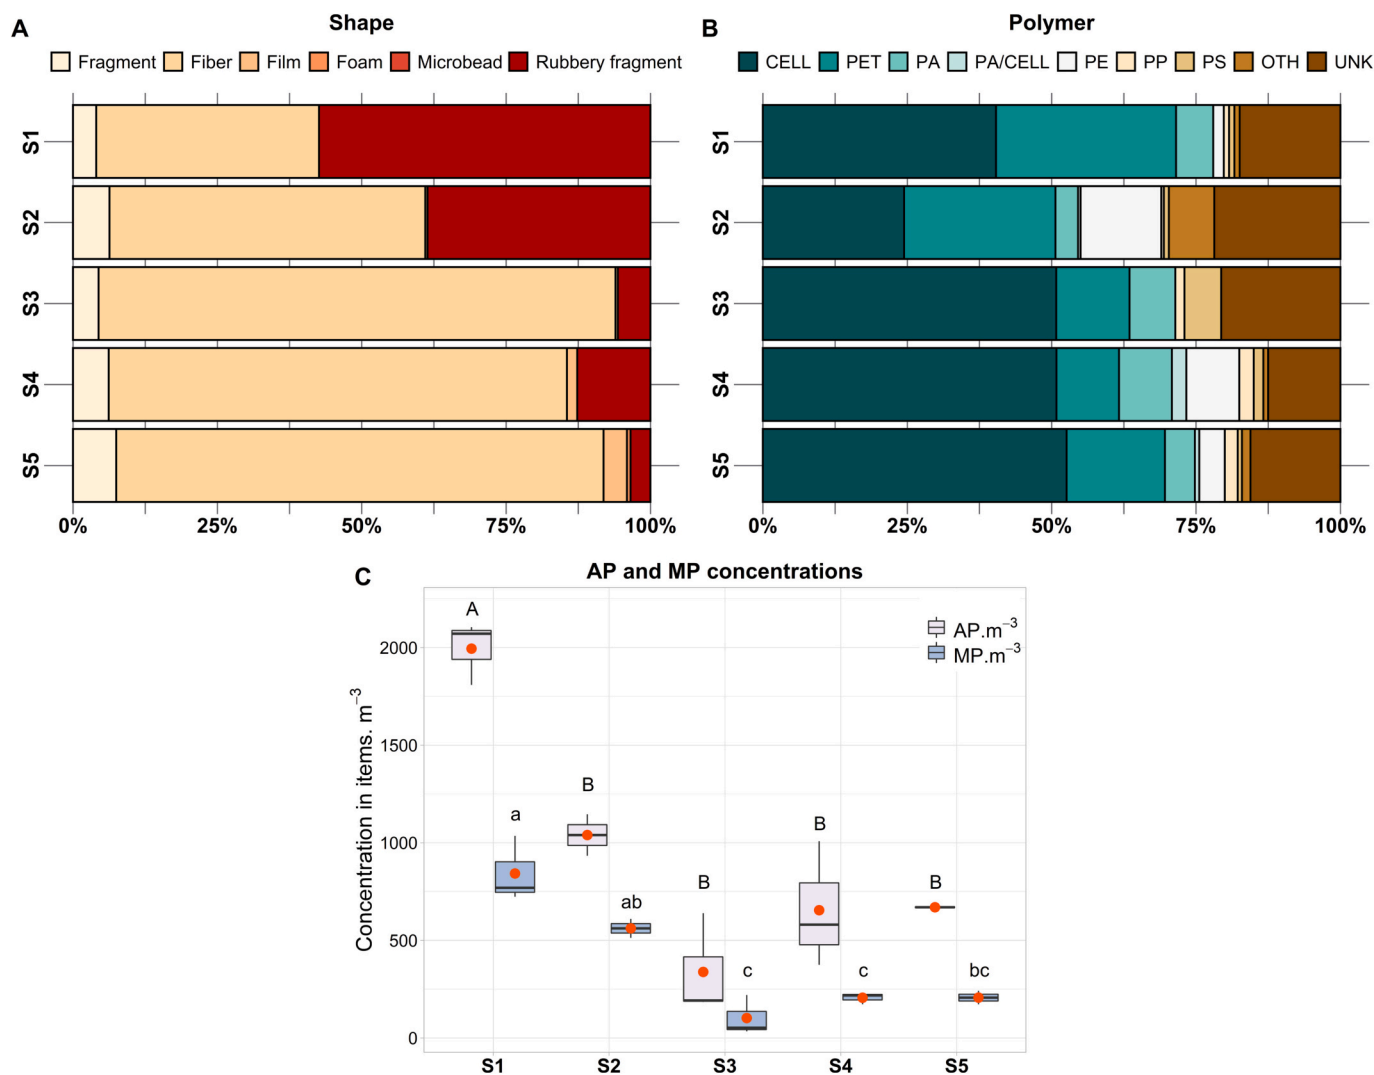 A
Shape
Fragment Fiber Film Foam Microbead Rubbery fragment
S1
S2
S3
S4
S5
0% 25% 50% 75% 100%
B
Polymer
CELL PET PA PA/CELL PE PP PS OTH UNK
S1
S2
S3
S4
S5
0% 25% 50% 75% 100%
C
AP and MP concentrations
Concentration in items. m⁻³
2000
1500
1000
500
0
AP.m⁻³
MP.m⁻³
A
a
B
ab
B
c
B
c
B
bc
S1 S2 S3 S4 S5